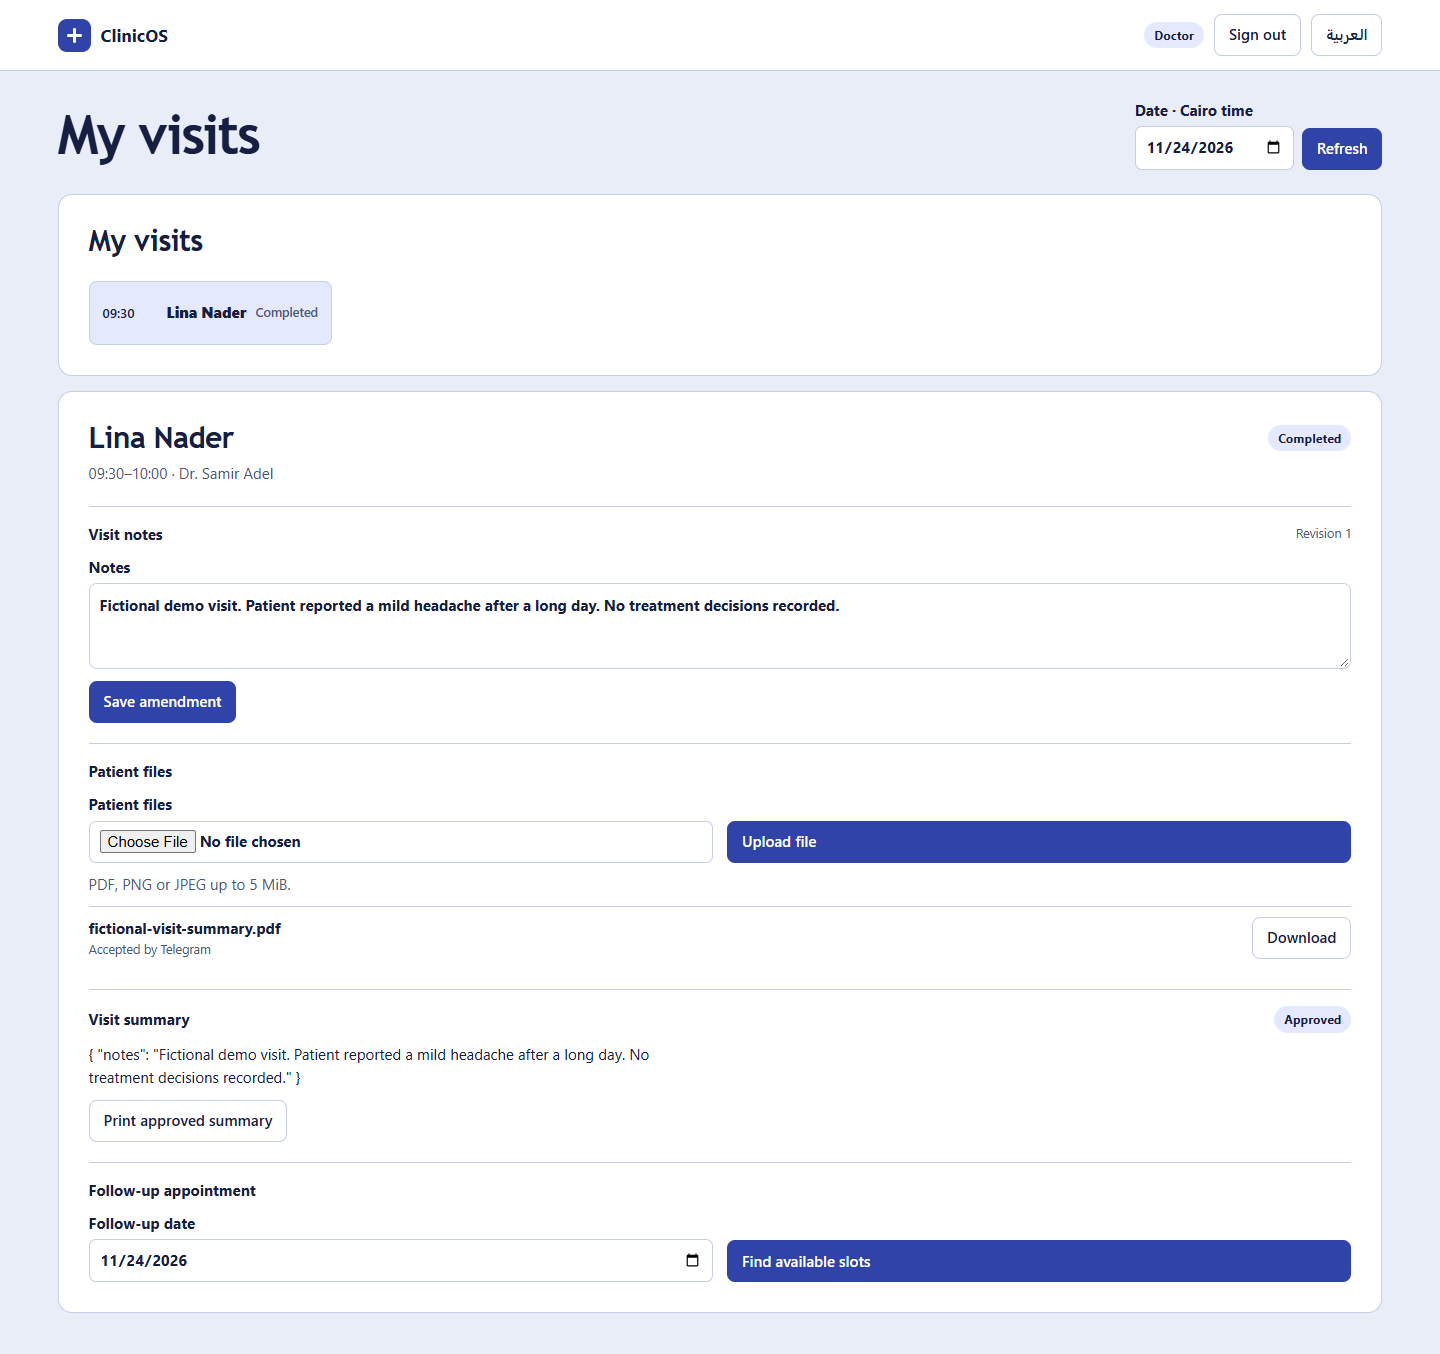 ClinicOS
Doctor
Sign out
العربية
My visits
Date · Cairo time
11/24/2026
Refresh
My visits
09:30 Lina Nader Completed
Lina Nader
Completed
09:30–10:00 · Dr. Samir Adel
Visit notes
Revision 1
Notes
Fictional demo visit. Patient reported a mild headache after a long day. No treatment decisions recorded.
Save amendment
Patient files
Patient files
Choose File No file chosen
Upload file
PDF, PNG or JPEG up to 5 MiB.
fictional-visit-summary.pdf
Accepted by Telegram
Download
Visit summary
Approved
{ "notes": "Fictional demo visit. Patient reported a mild headache after a long day. No
treatment decisions recorded." }
Print approved summary
Follow-up appointment
Follow-up date
11/24/2026
Find available slots